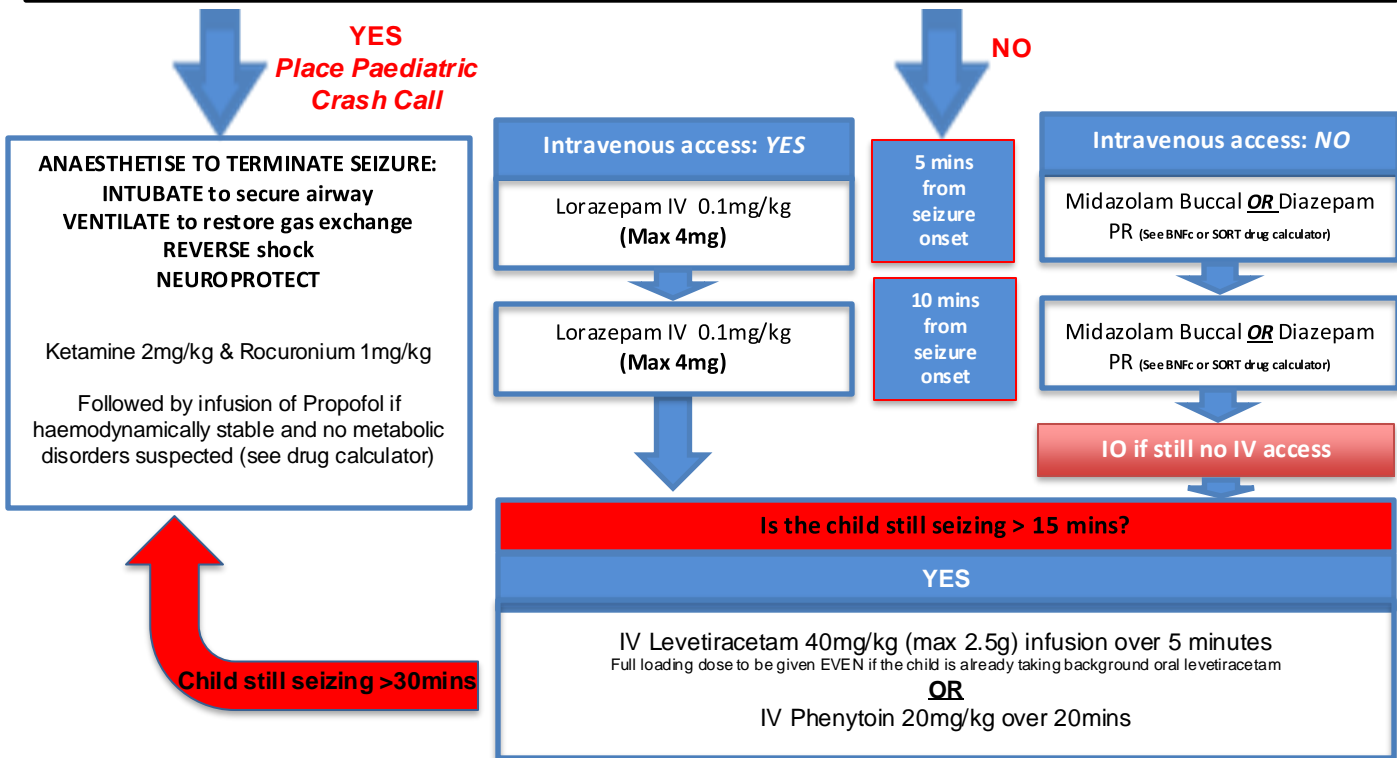 YES
Place Paediatric
Crash Call
NO
ANAESTHETISE TO TERMINATE SEIZURE:
INTUBATE to secure airway
VENTILATE to restore gas exchange
REVERSE shock
NEUROPROTECT
Ketamine 2mg/kg & Rocuronium 1mg/kg
Followed by infusion of Propofol if
haemodynamically stable and no metabolic
disorders suspected (see drug calculator)
Intravenous access: YES
Lorazepam IV 0.1mg/kg
(Max 4mg)
Lorazepam IV 0.1mg/kg
(Max 4mg)
5 mins
from
seizure
onset
10 mins
from
seizure
onset
Intravenous access: NO
Midazolam Buccal OR Diazepam
PR (See BNFc or SORT drug calculator)
Midazolam Buccal OR Diazepam
PR (See BNFc or SORT drug calculator)
IO if still no IV access
Is the child still seizing > 15 mins?
YES
IV Levetiracetam 40mg/kg (max 2.5g) infusion over 5 minutes
Full loading dose to be given EVEN if the child is already taking background oral levetiracetam
OR
IV Phenytoin 20mg/kg over 20mins
Child still seizing >30mins